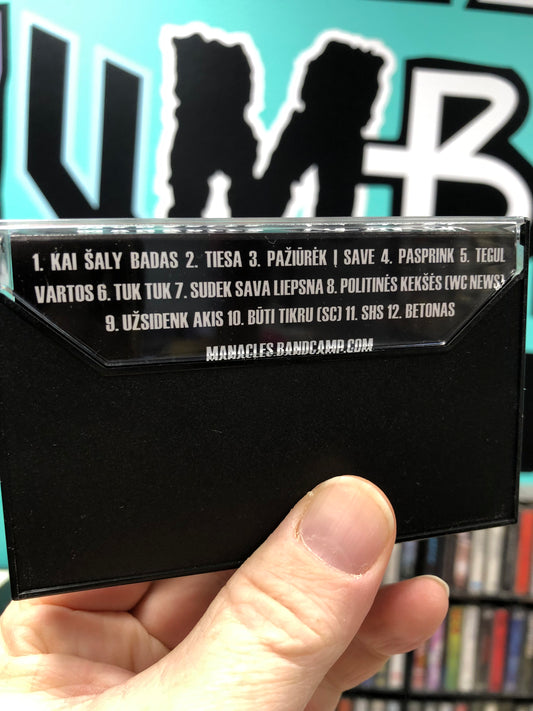 UMB
1. KAI ŠALY BADAS 2. TIESA 3. PAŽIŪRĖK Į SAVE 4. PASPRINK 5. TEGUL
VARTOS 6. TUK TUK 7. SUDEK SAVA LIEPSNA 8. POLITINĖS KEKŠĖS (WC NEWS)
9. UŽSIDENK AKIS 10. BŪTI TIKRU (SC) 11. SHS 12. BETONAS
MANACLES.BANDCAMP.COM